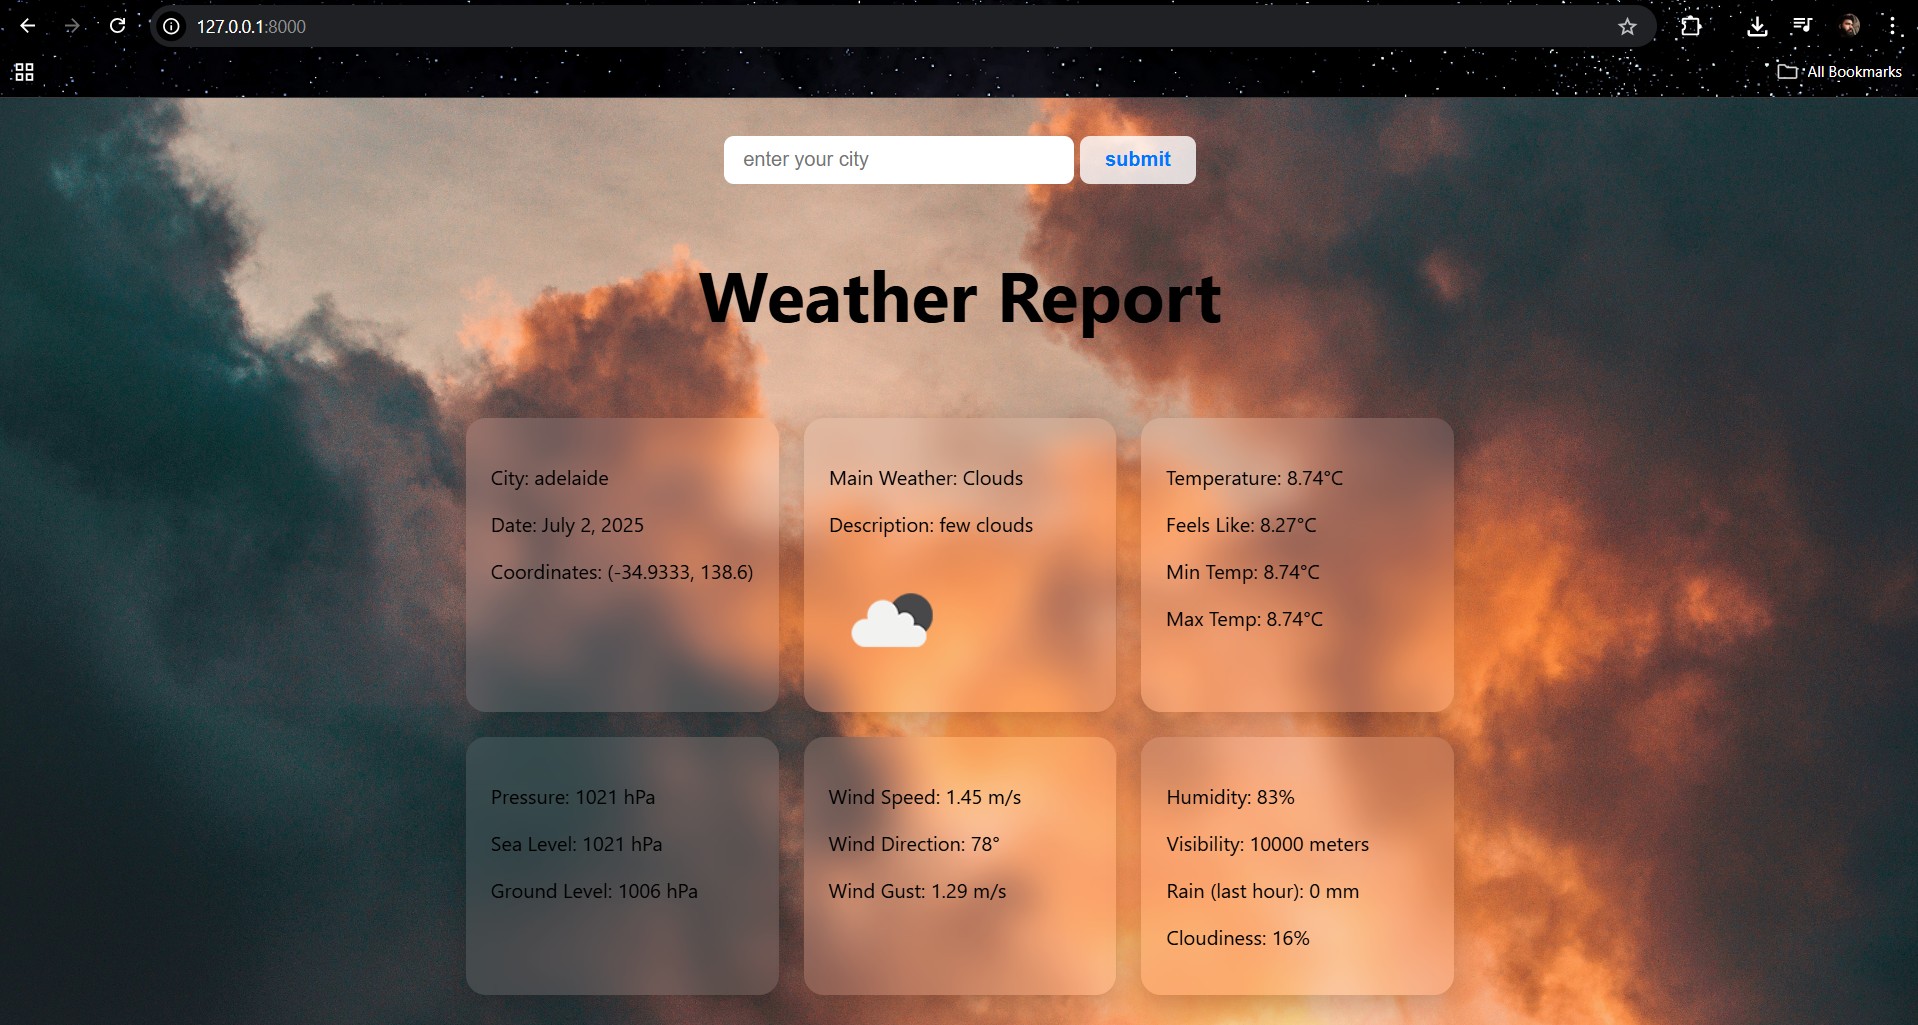 127.0.0.1:8000
All Bookmarks
enter your city
submit
Weather Report
City: adelaide
Date: July 2, 2025
Coordinates: (-34.9333, 138.6)
Main Weather: Clouds
Description: few clouds
Temperature: 8.74°C
Feels Like: 8.27°C
Min Temp: 8.74°C
Max Temp: 8.74°C
Pressure: 1021 hPa
Sea Level: 1021 hPa
Ground Level: 1006 hPa
Wind Speed: 1.45 m/s
Wind Direction: 78°
Wind Gust: 1.29 m/s
Humidity: 83%
Visibility: 10000 meters
Rain (last hour): 0 mm
Cloudiness: 16%